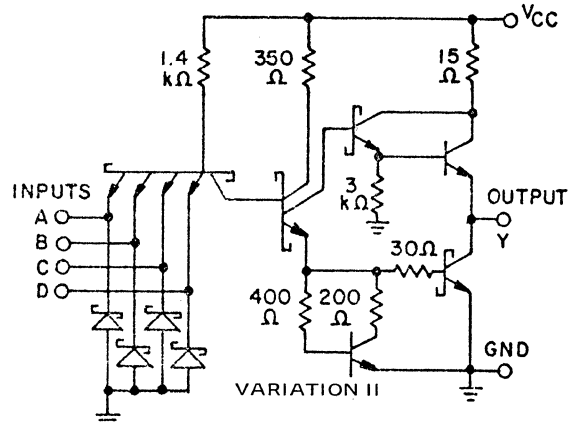 VCC
1.4
kΩ
350
Ω
15
Ω
INPUTS
A
B
C
D
3
kΩ
OUTPUT
Y
30Ω
400
Ω
200
Ω
GND
VARIATION II